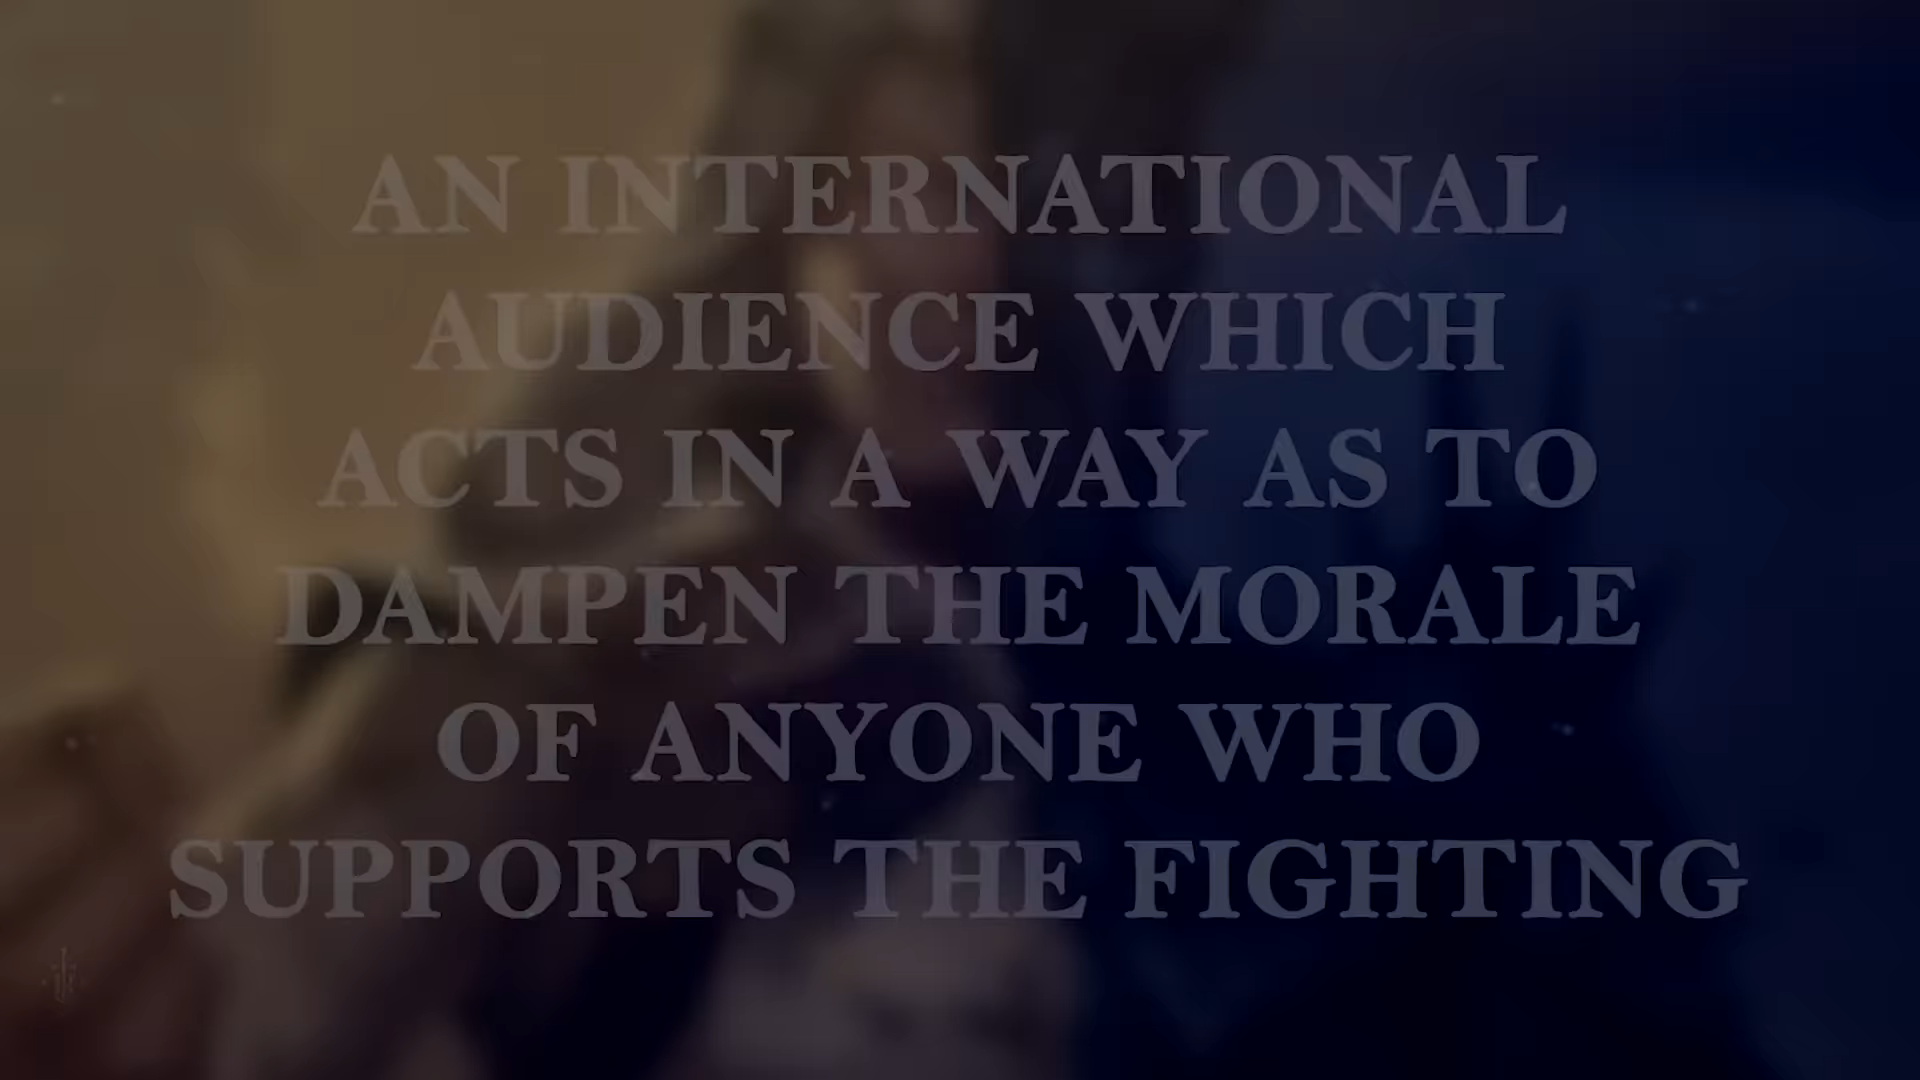 AN INTERNATIONAL
AUDIENCE WHICH
ACTS IN A WAY AS TO
DAMPEN THE MORALE
OF ANYONE WHO
SUPPORTS THE FIGHTING